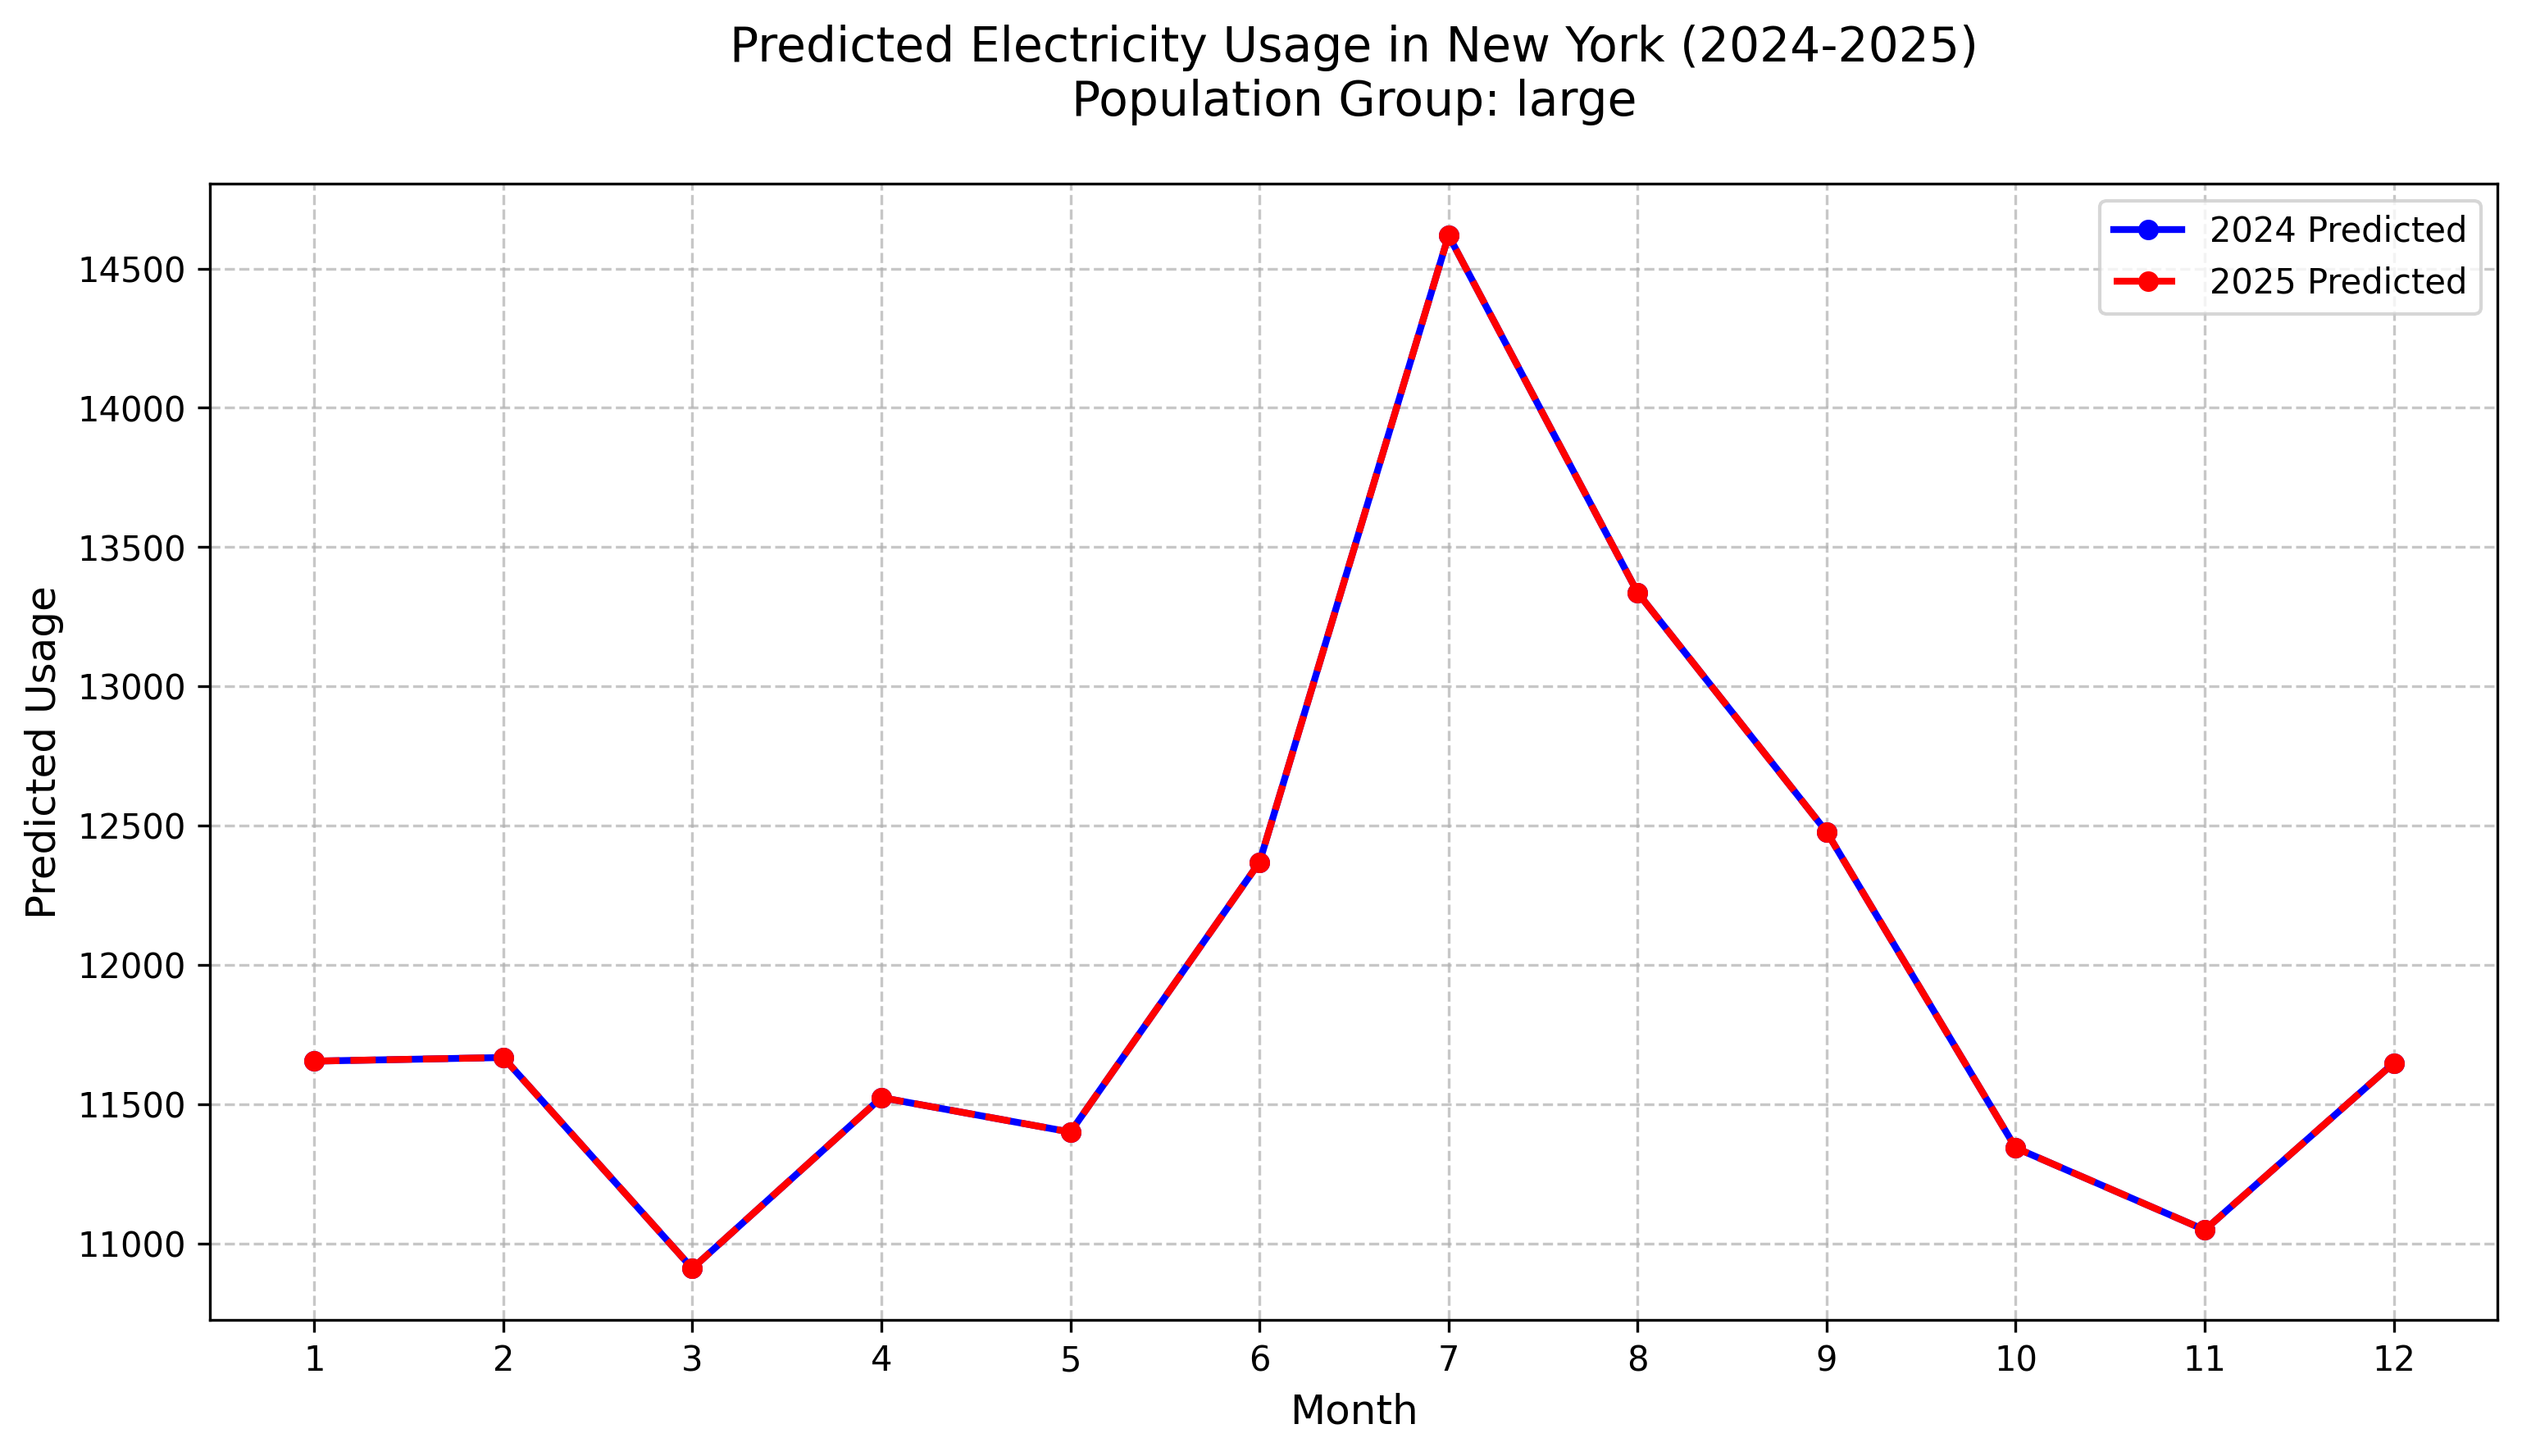 Predicted Electricity Usage in New York (2024-2025)
Population Group: large
2024 Predicted
2025 Predicted
Predicted Usage
14500
14000
13500
13000
12500
12000
11500
11000
1 2 3 4 5 6 7 8 9 10 11 12
Month